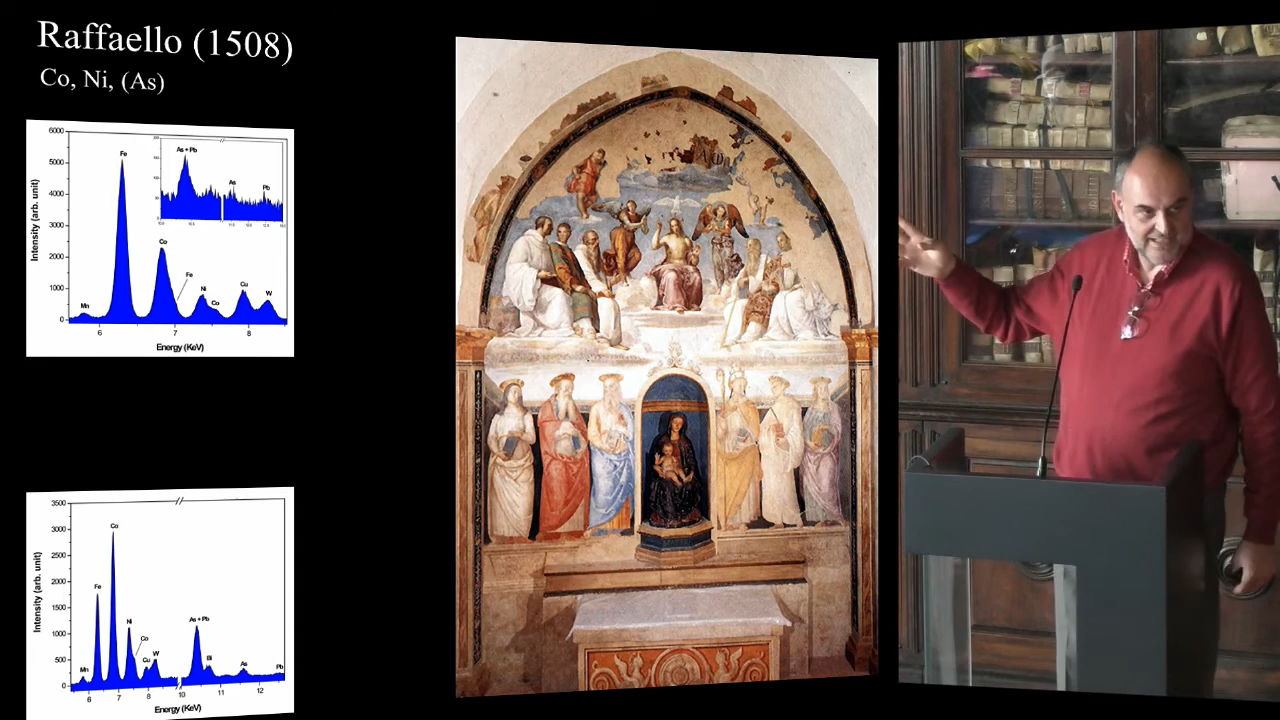 Raffaello (1508)
Co, Ni, (As)
6000
5000
4000
3000
2000
1000
0
Intensity (arb. unit)
Mn
Fe
Co
Fe
Ni
Co
Cu
W
As + Pb
As
Pb
6
7
8
Energy (KeV)
3500
3000
2500
2000
1500
1000
500
0
Intensity (arb. unit)
Mn
Fe
Co
Ni
Co
Cu
W
As + Pb
Bi
As
Pb
6
7
8
10
11
12
Energy (KeV)